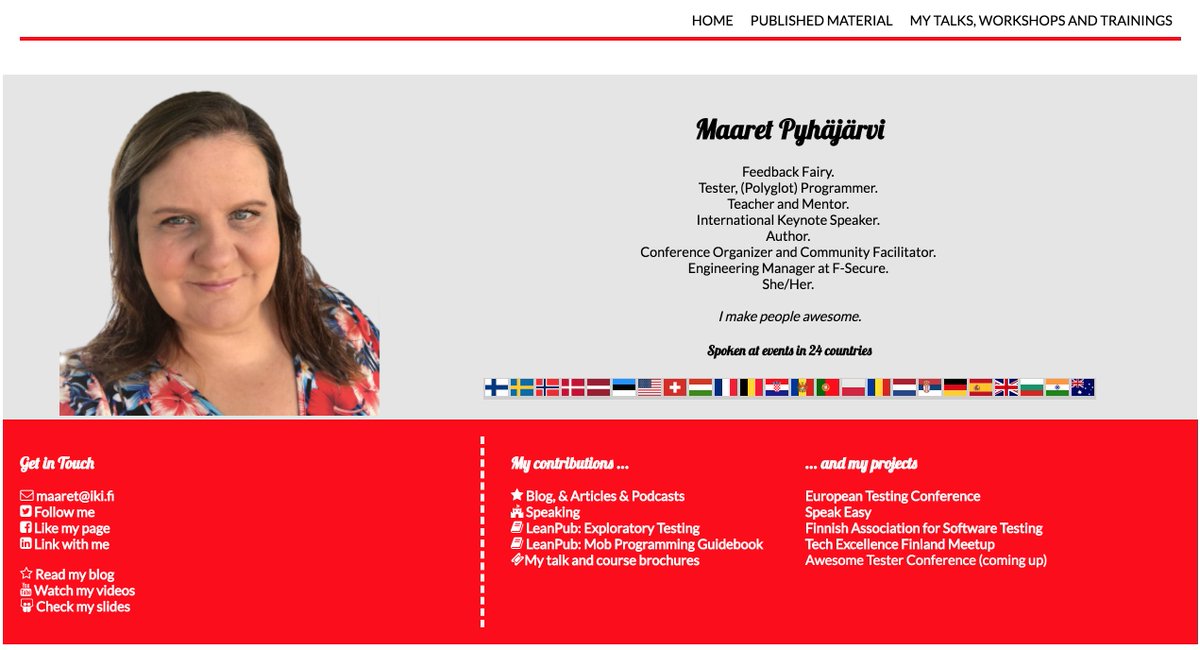 HOME PUBLISHED MATERIAL MY TALKS, WORKSHOPS AND TRAININGS
Maaret Pyhäjärvi
Feedback Fairy.
Tester, (Polyglot) Programmer.
Teacher and Mentor.
International Keynote Speaker.
Author.
Conference Organizer and Community Facilitator.
Engineering Manager at F-Secure.
She/Her.
I make people awesome.
Spoken at events in 24 countries
Get in Touch
maaret@iki.fi
Follow me
Like my page
Link with me
Read my blog
Watch my videos
Check my slides
My contributions ...
Blog, & Articles & Podcasts
Speaking
LeanPub: Exploratory Testing
LeanPub: Mob Programming Guidebook
My talk and course brochures
... and my projects
European Testing Conference
Speak Easy
Finnish Association for Software Testing
Tech Excellence Finland Meetup
Awesome Tester Conference (coming up)